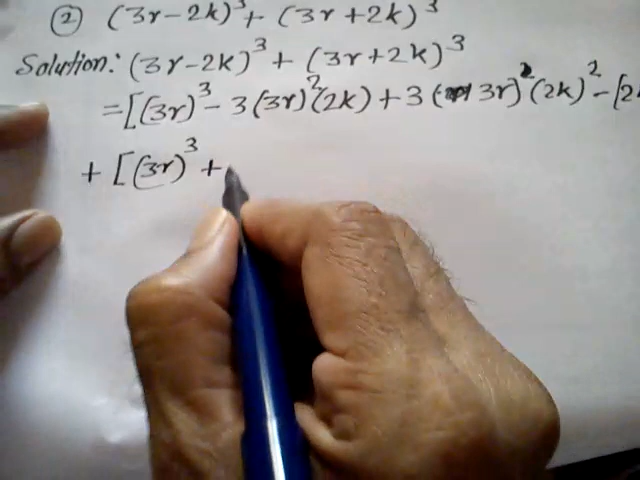 ② (3r-2k)³ + (3r+2k)³
Solution: (3r-2k)³ + (3r+2k)³
= [(3r)³ - 3(3r)²(2k) + 3(3r)(2k)² - [2
+ [(3r)³ +